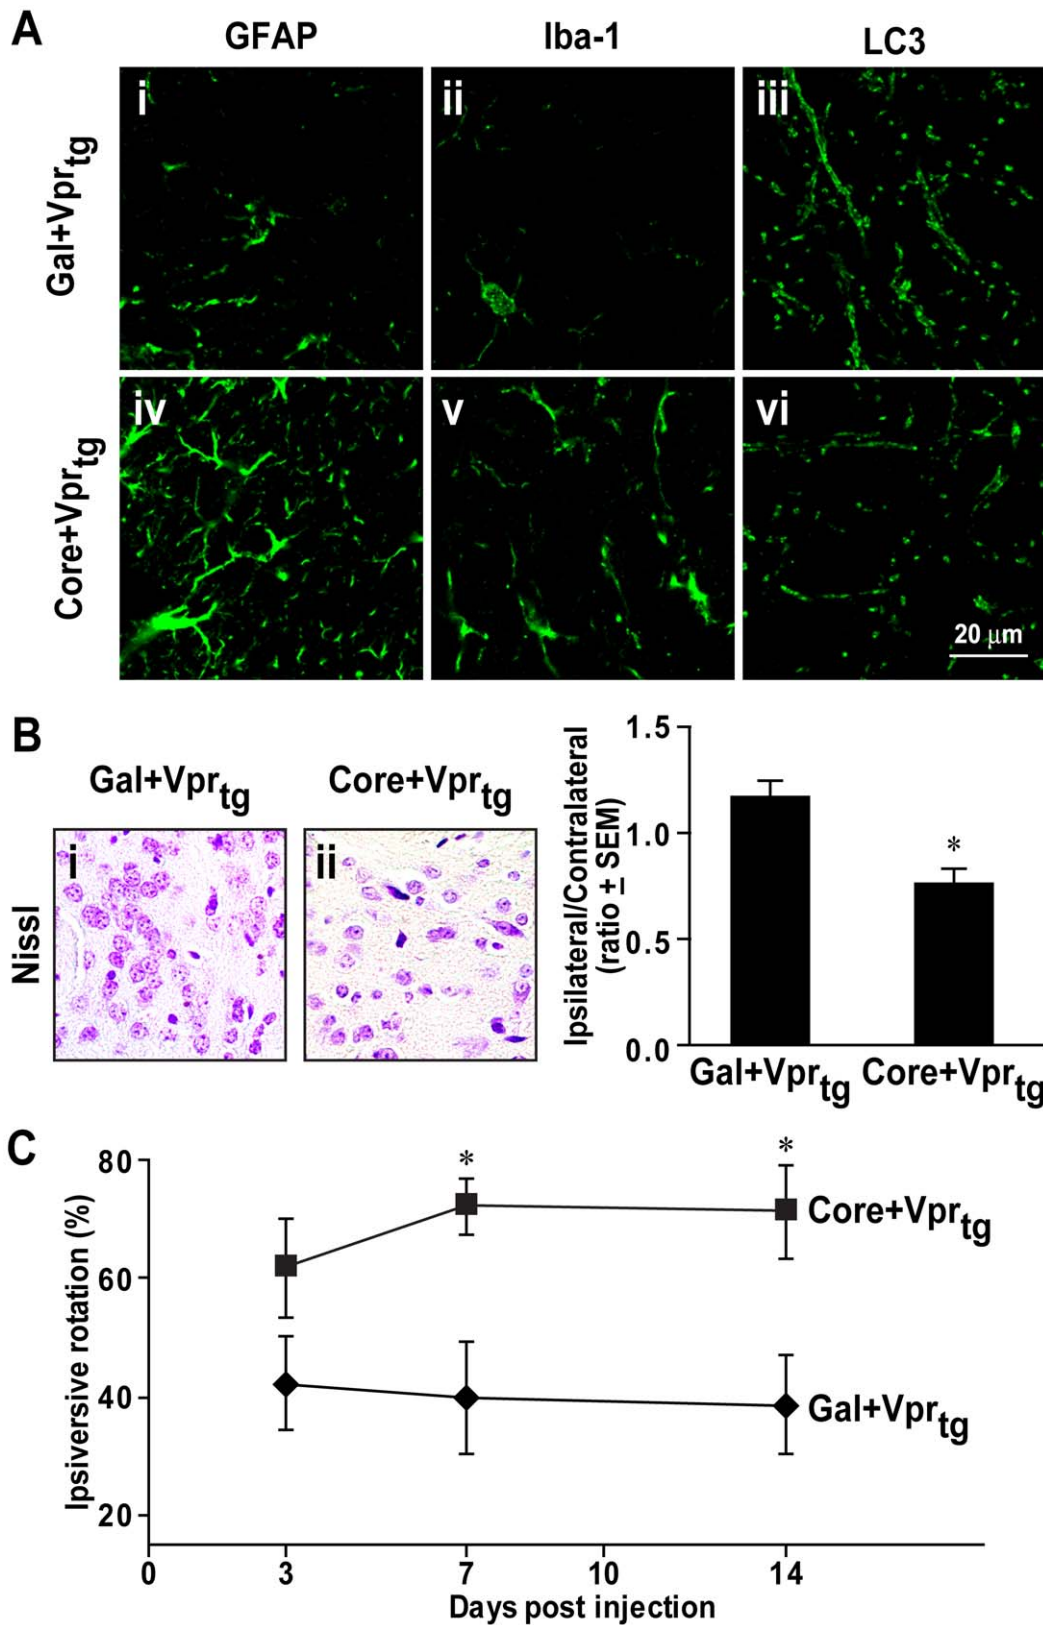 A
GFAP
Iba-1
LC3
Gal+Vprtg
i
ii
iii
Core+Vprtg
iv
v
vi
20 μm
B
Gal+Vprtg
Core+Vprtg
Nissl
i
ii
Ipsilateral/Contralateral
(ratio ± SEM)
1.5
1.0
0.5
0.0
*
Gal+Vprtg
Core+Vprtg
C
Ipsiversive rotation (%)
80
60
40
20
*
*
Core+Vprtg
Gal+Vprtg
0
3
7
10
14
Days post injection